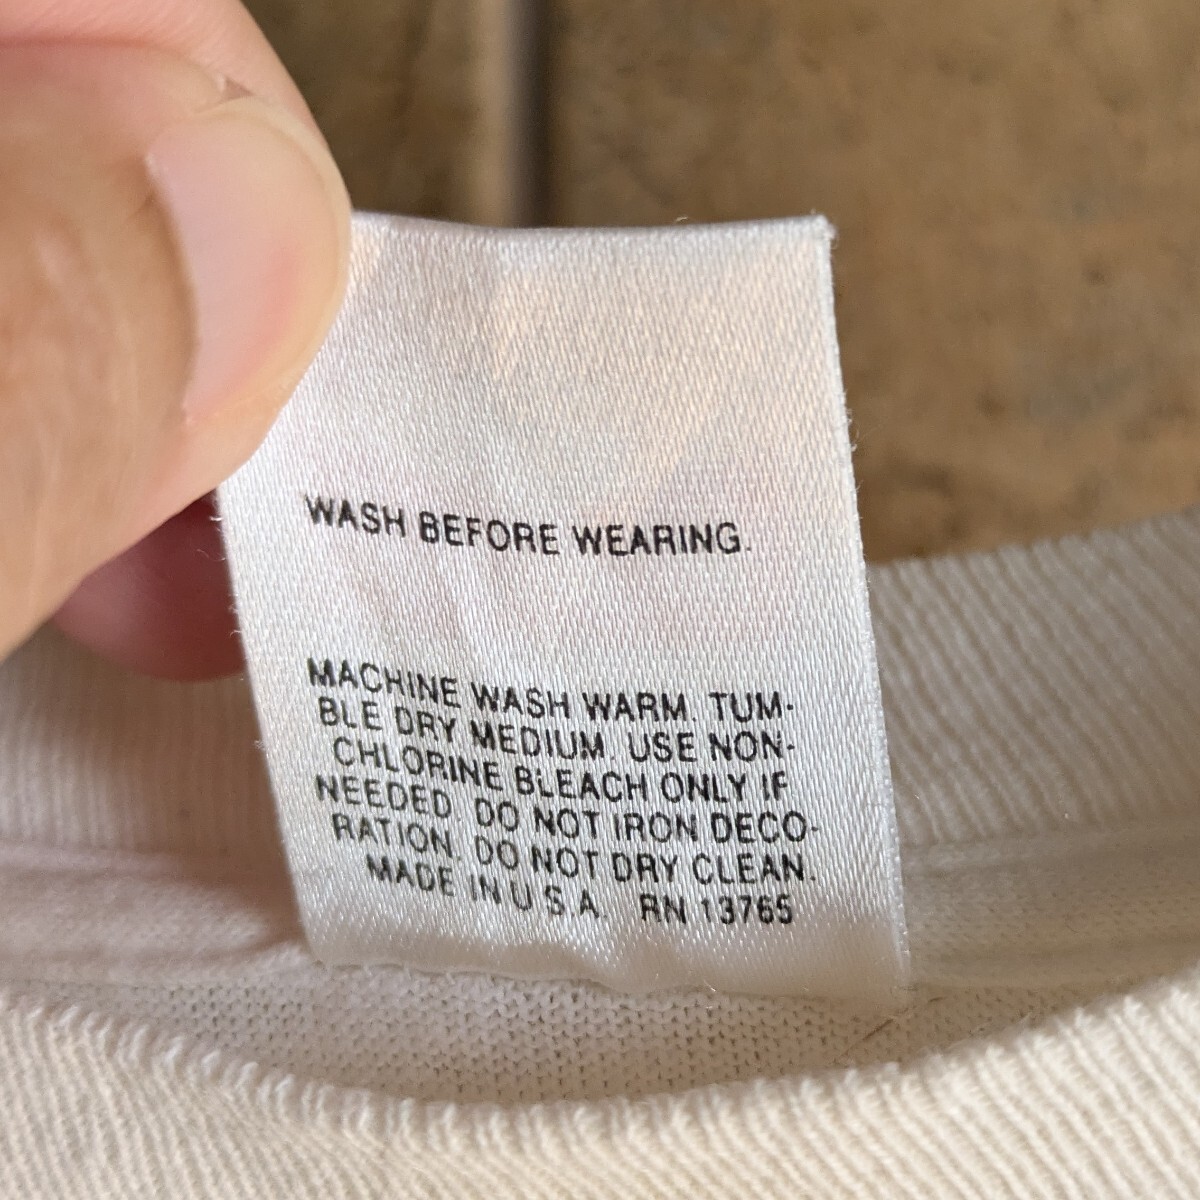 WASH BEFORE WEARING.
MACHINE WASH WARM. TUM-
BLE DRY MEDIUM. USE NON-
CHLORINE BLEACH ONLY IF
NEEDED. DO NOT IRON DECO-
RATION. DO NOT DRY CLEAN.
MADE IN U.S.A. RN 13765